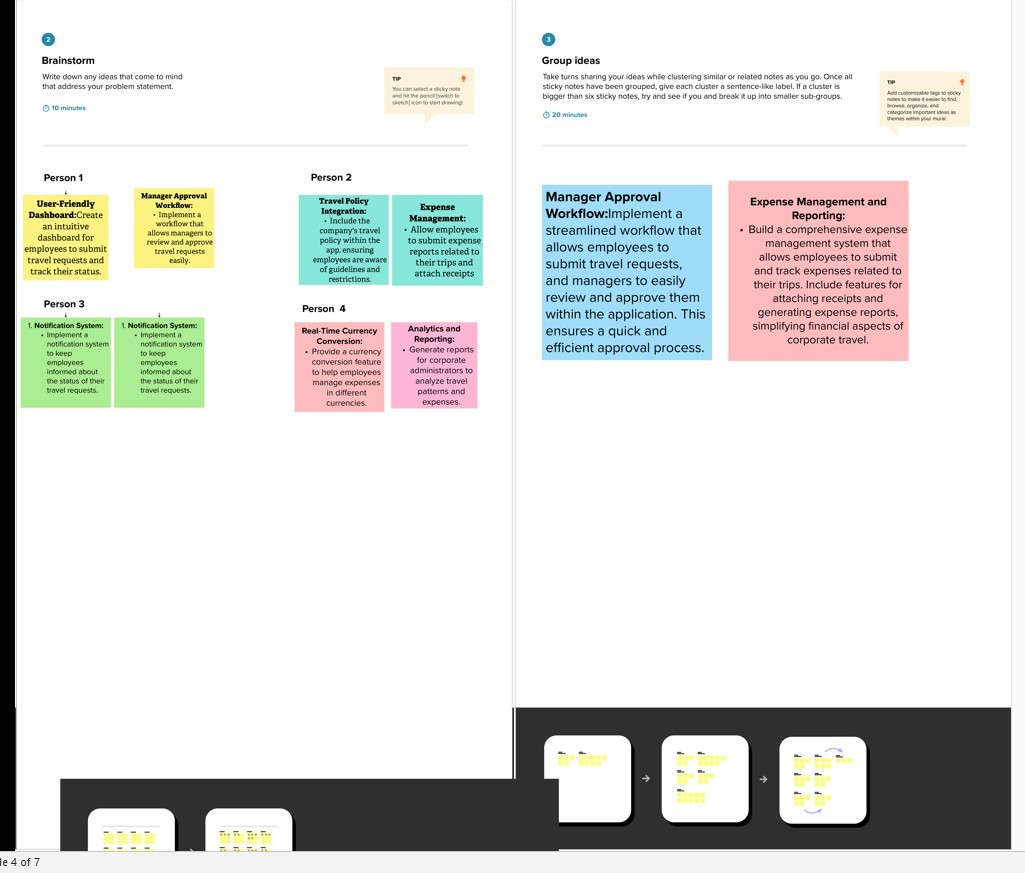 2
Brainstorm
Write down any ideas that come to mind
that address your problem statement.
10 minutes
TIP
You can select a sticky note
and hit the pencil [switch to
sketch] icon to start drawing!
Person 1
User-Friendly
Dashboard:Create
an intuitive
dashboard for
employees to submit
travel requests and
track their status.
Manager Approval
Workflow:
• Implement a
workflow that
allows managers to
review and approve
travel requests
easily.
Person 2
Travel Policy
Integration:
• Include the
company's travel
policy within the
app, ensuring
employees are aware
of guidelines and
restrictions.
Expense
Management:
• Allow employees
to submit expense
reports related to
their trips and
attach receipts
Person 3
1. Notification System:
• Implement a
notification system
to keep
employees
informed about
the status of their
travel requests.
1. Notification System:
• Implement a
notification system
to keep
employees
informed about
the status of their
travel requests.
Person 4
Real-Time Currency
Conversion:
• Provide a currency
conversion feature
to help employees
manage expenses
in different
currencies.
Analytics and
Reporting:
• Generate reports
for corporate
administrators to
analyze travel
patterns and
expenses.
3
Group ideas
Take turns sharing your ideas while clustering similar or related notes as you go. Once all
sticky notes have been grouped, give each cluster a sentence-like label. If a cluster is
bigger than six sticky notes, try and see if you and break it up into smaller sub-groups.
20 minutes
TIP
Add customizable tags to sticky
notes to make it easier to find,
browse, organize, and
categorize important ideas as
themes within your mural.
Manager Approval
Workflow:Implement a
streamlined workflow that
allows employees to
submit travel requests,
and managers to easily
review and approve them
within the application. This
ensures a quick and
efficient approval process.
Expense Management and
Reporting:
• Build a comprehensive expense
management system that
allows employees to submit
and track expenses related to
their trips. Include features for
attaching receipts and
generating expense reports,
simplifying financial aspects of
corporate travel.
le 4 of 7